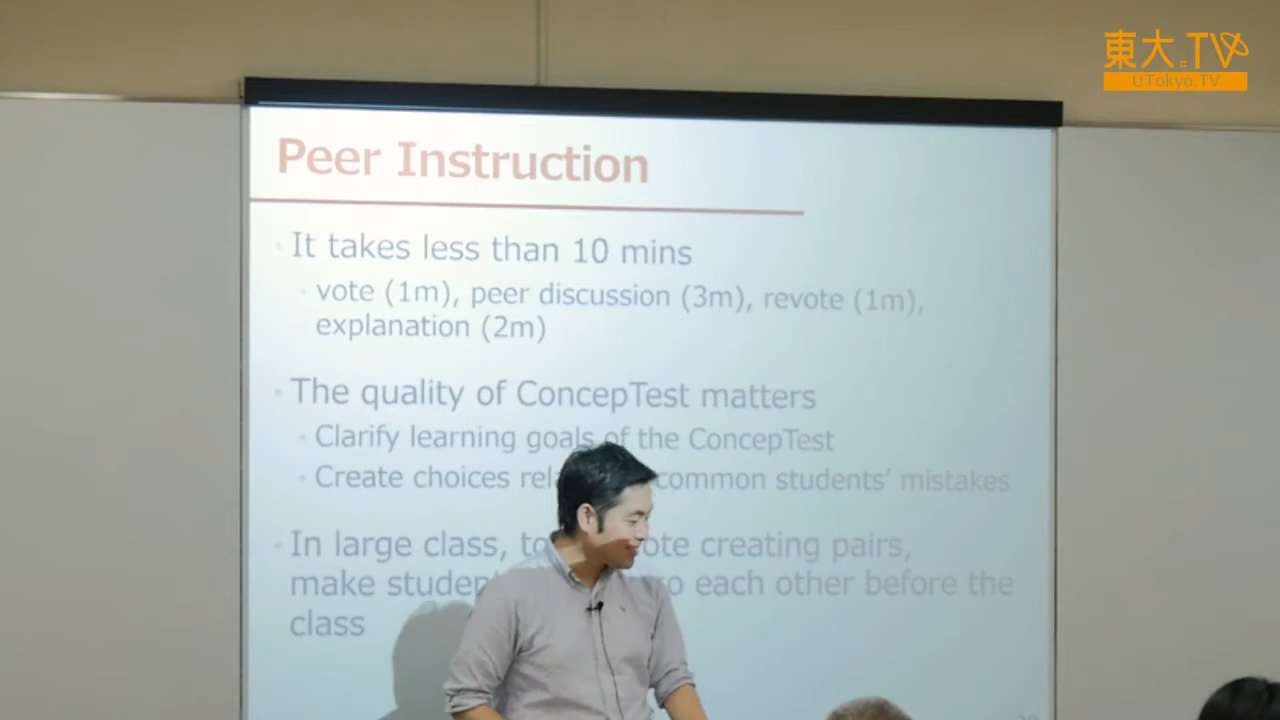 東大.TV
UTokyo.TV
Peer Instruction
It takes less than 10 mins
vote (1m), peer discussion (3m), revote (1m),
explanation (2m)
The quality of ConcepTest matters
Clarify learning goals of the ConcepTest
Create choices common students' mistakes
In large class, creating pairs,
make each other before the
class